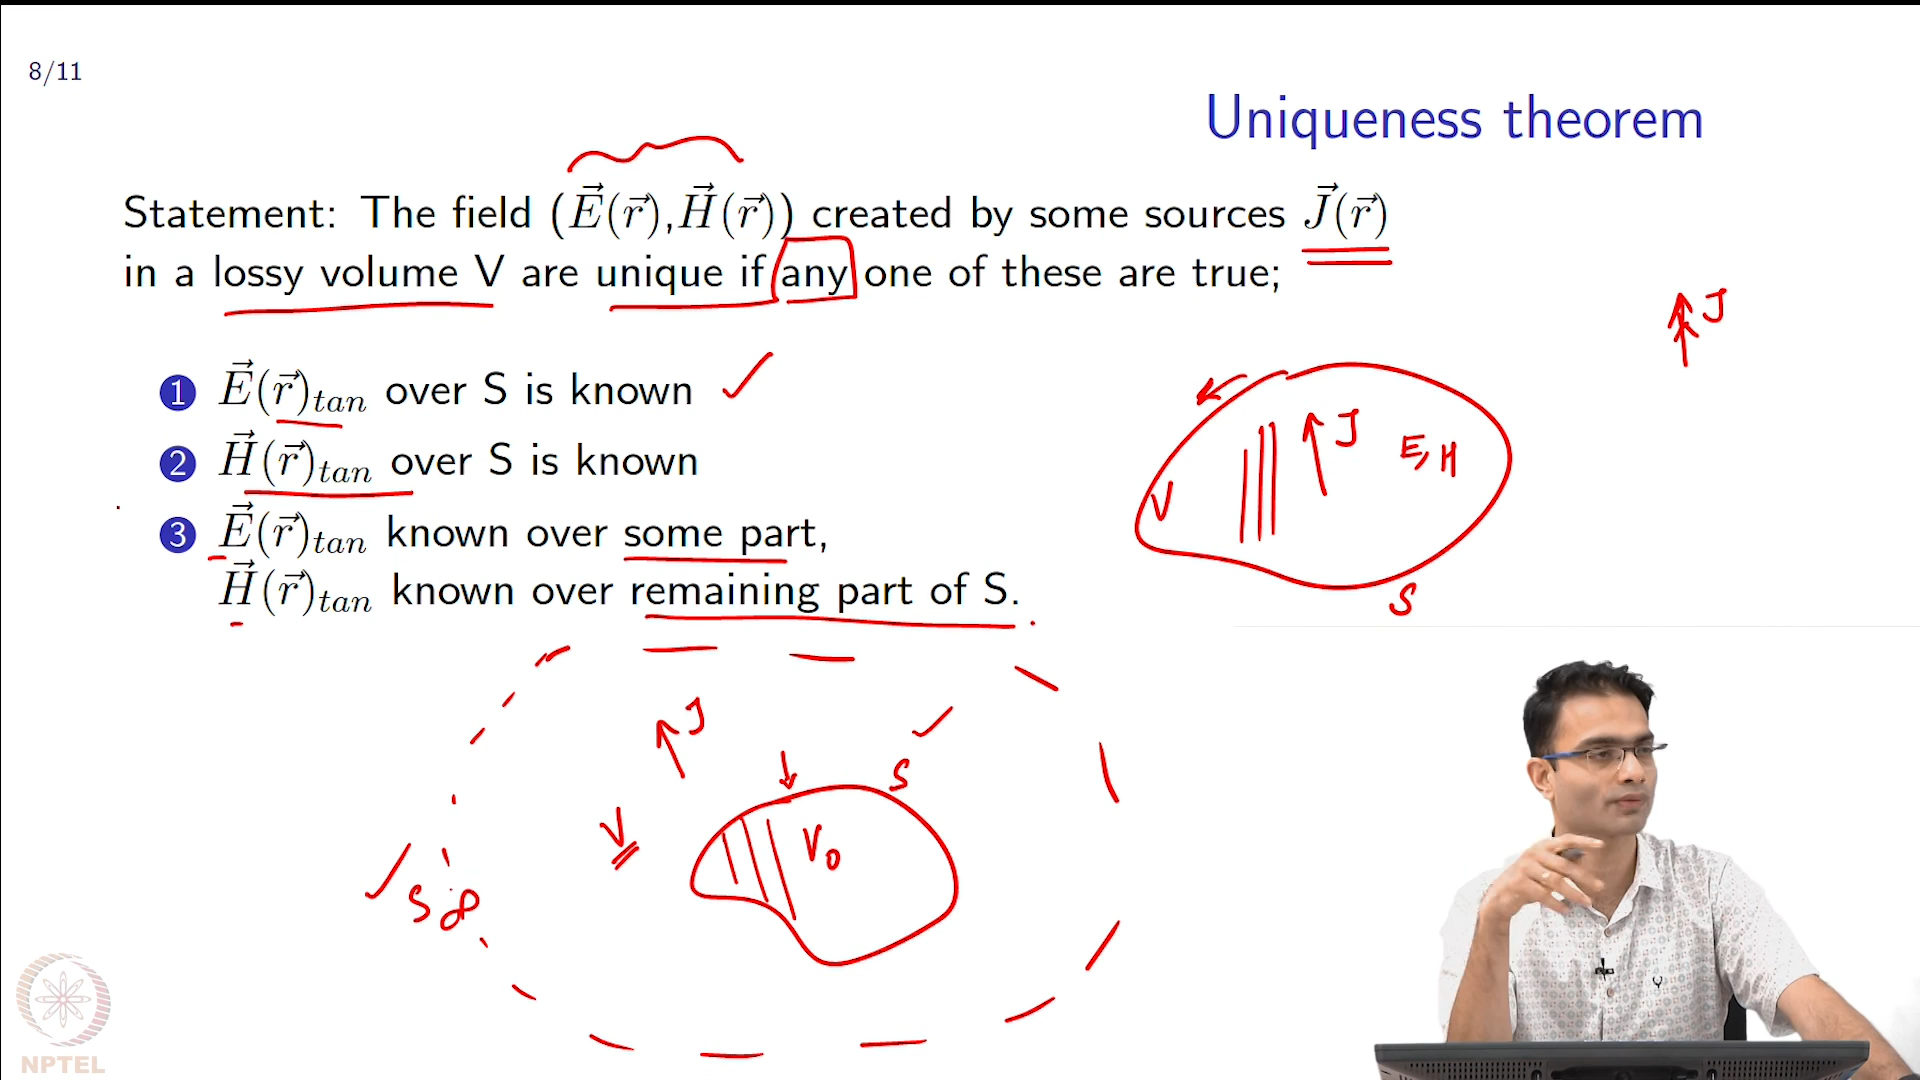 8/11
Uniqueness theorem
Statement: The field (E⃗(r⃗),H⃗(r⃗)) created by some sources J⃗(r⃗)
in a lossy volume V are unique if any one of these are true;
1 E⃗(r⃗)tan over S is known ✓
2 H⃗(r⃗)tan over S is known
3 E⃗(r⃗)tan known over some part,
H⃗(r⃗)tan known over remaining part of S.
J
J
E, H
V
S
J
S
V
V0
S∞
NPTEL